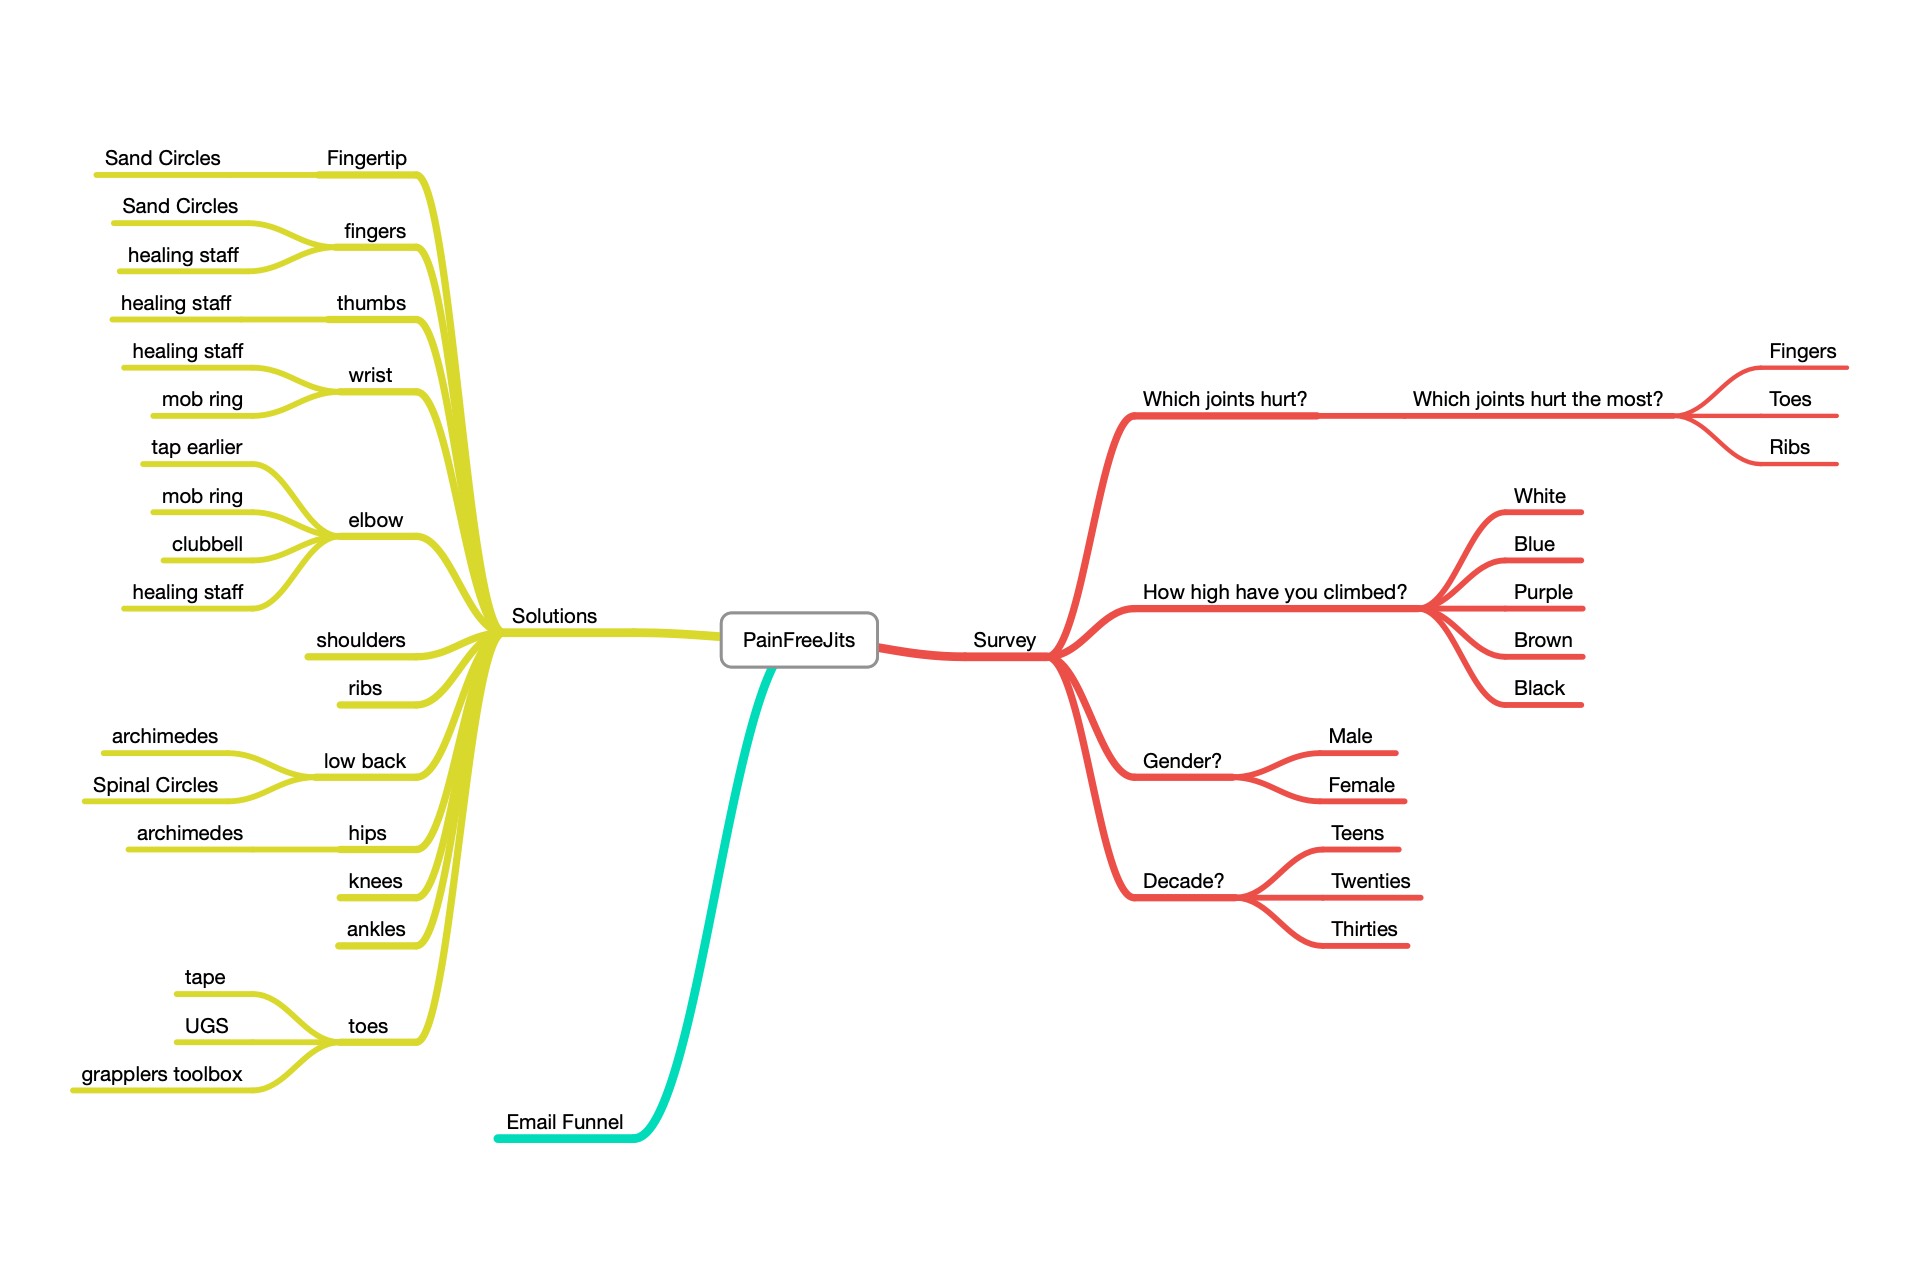 PainFreeJits
Survey
Which joints hurt?
Which joints hurt the most?
Fingers
Toes
Ribs
How high have you climbed?
White
Blue
Purple
Brown
Black
Gender?
Male
Female
Decade?
Teens
Twenties
Thirties
Email Funnel
Solutions
Fingertip
Sand Circles
fingers
Sand Circles
healing staff
thumbs
healing staff
wrist
healing staff
mob ring
elbow
tap earlier
mob ring
clubbell
healing staff
shoulders
ribs
low back
archimedes
Spinal Circles
hips
archimedes
knees
ankles
toes
tape
UGS
grapplers toolbox